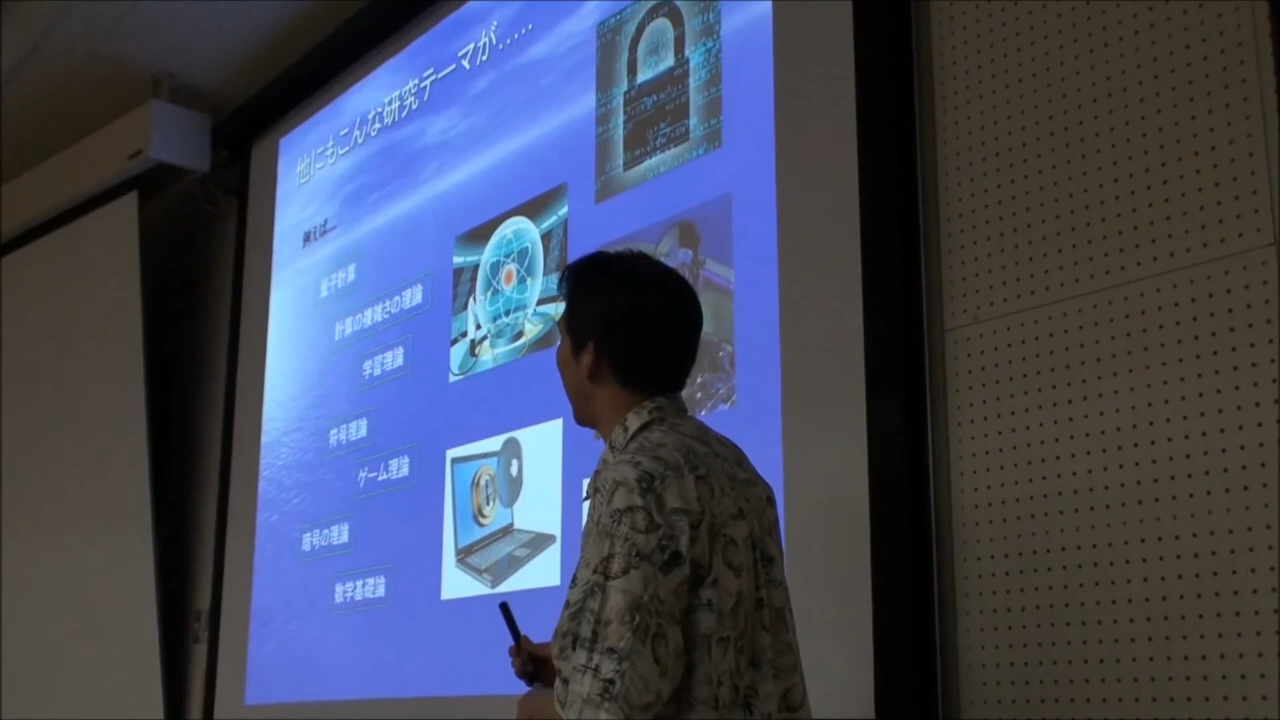 他にもこんな研究テーマが.....
例えば....
量子計算
計算の複雑さの理論
学習理論
符号理論
ゲーム理論
暗号の理論
数学基礎論